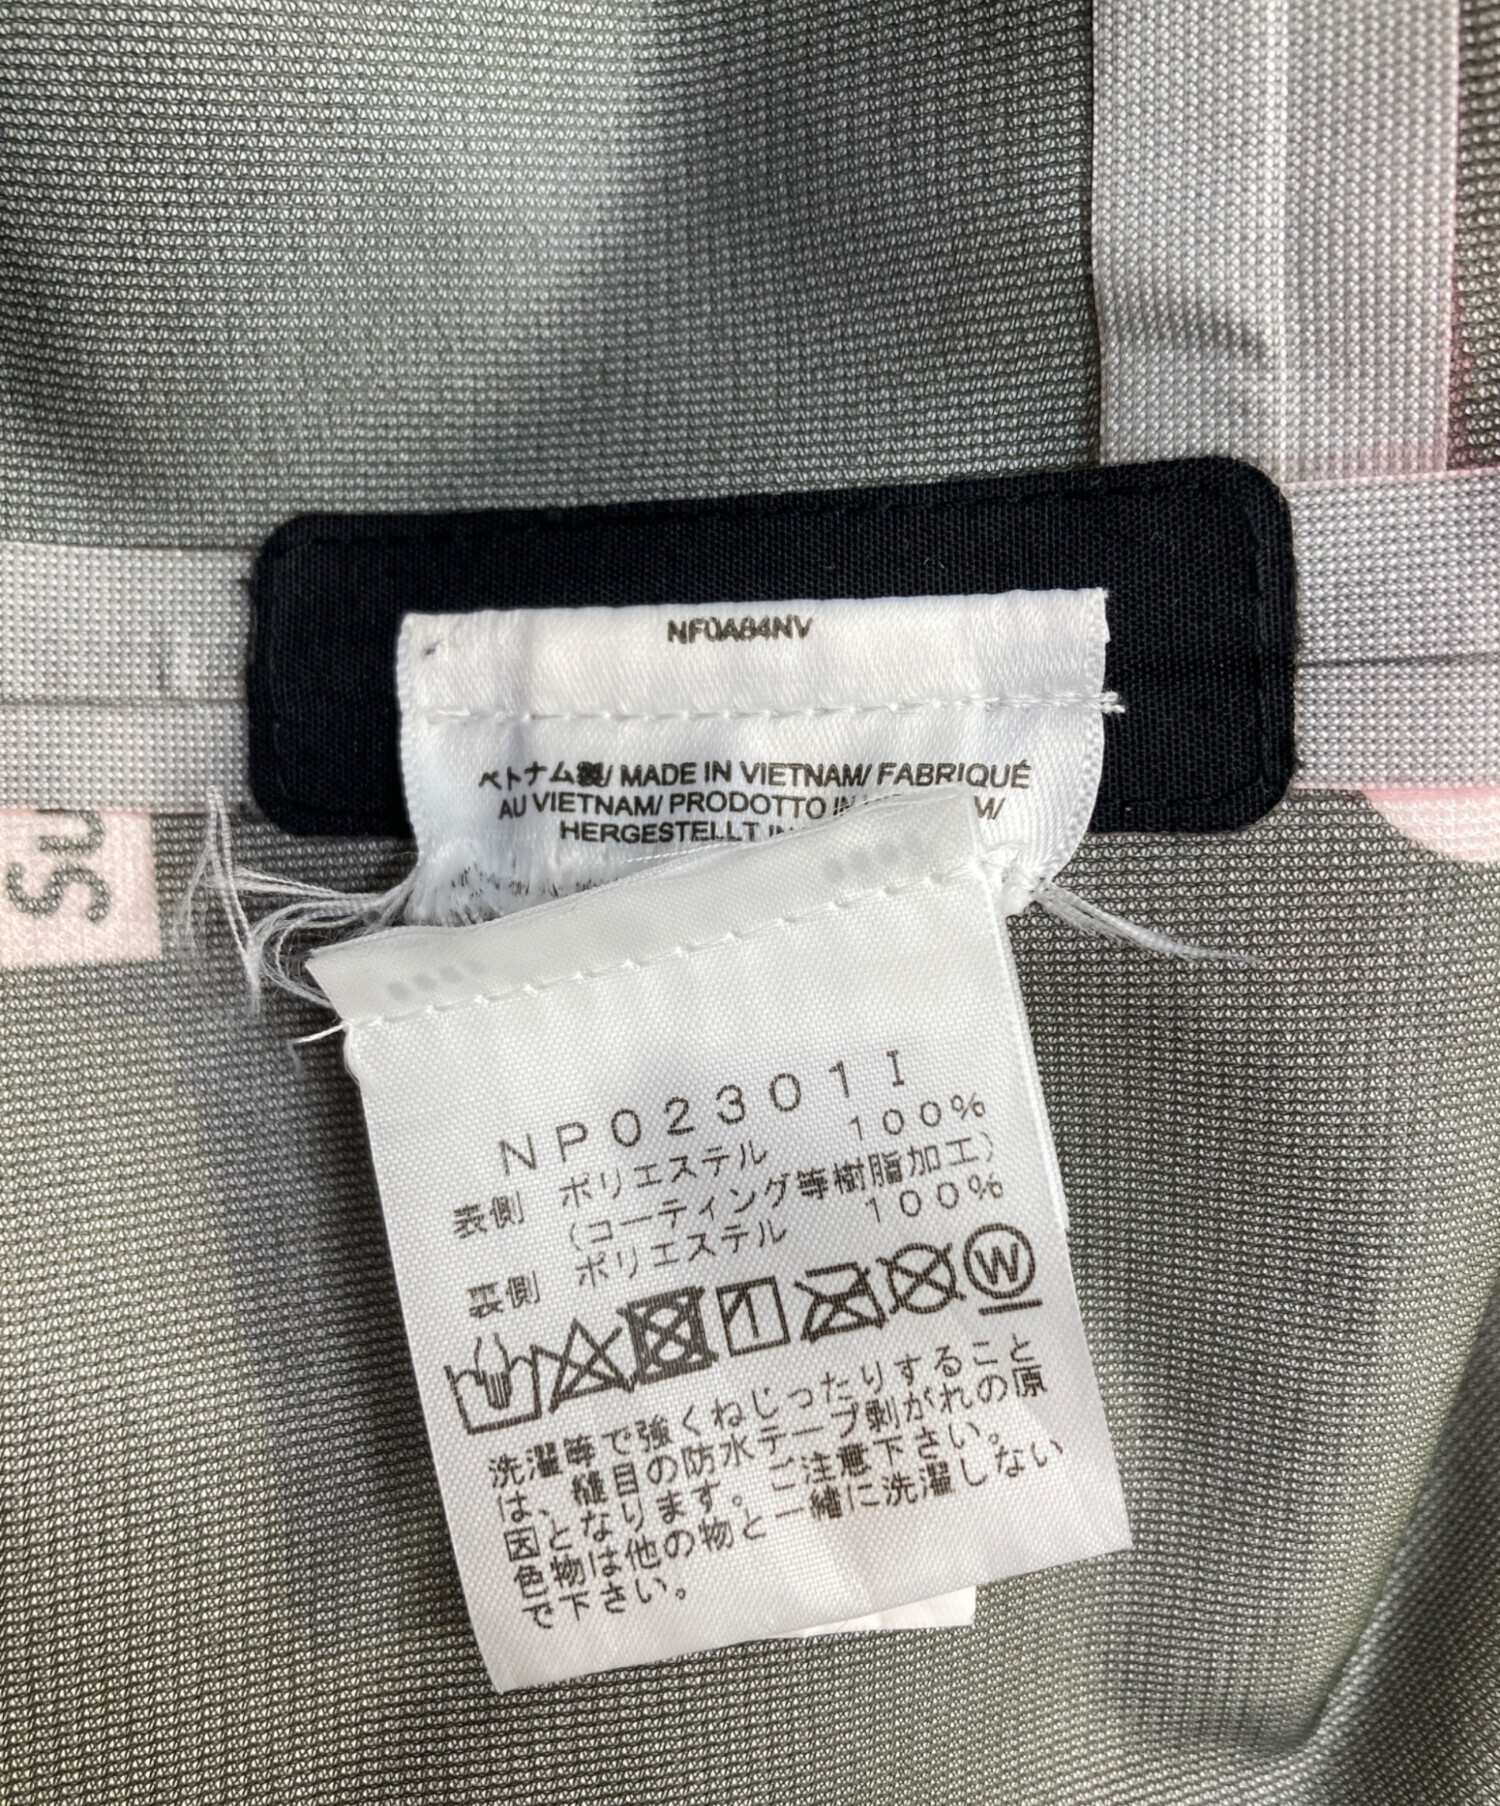 NF0A84NV
ベトナム製/ MADE IN VIETNAM/ FABRIQUÉ
AU VIETNAM/ PRODOTTO IN
HERGESTELLT IN
Su
NP02301I
表側 ポリエステル 100%
(コーティング等樹脂加工)
裏側 ポリエステル 100%
W
洗濯等で強くねじったりすること
は、縫目の防水テープ剥がれの原
因となります。ご注意下さい。
色物は他の物と一緒に洗濯しない
で下さい。